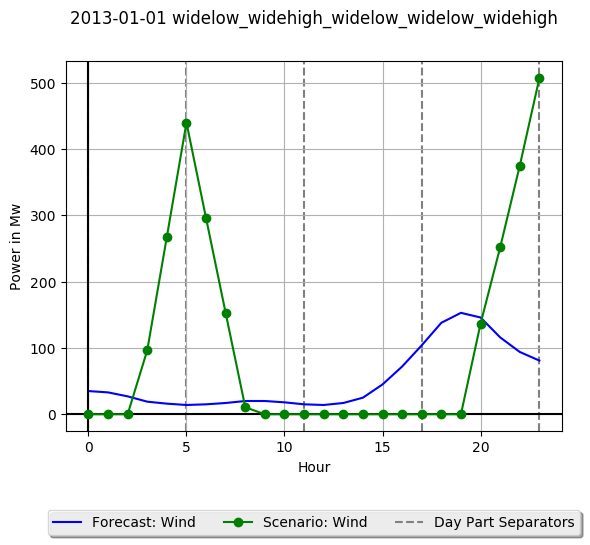 2013-01-01 widelow_widehigh_widelow_widelow_widehigh
500
400
300
200
100
0
Power in Mw
0 5 10 15 20
Hour
Forecast: Wind Scenario: Wind Day Part Separators